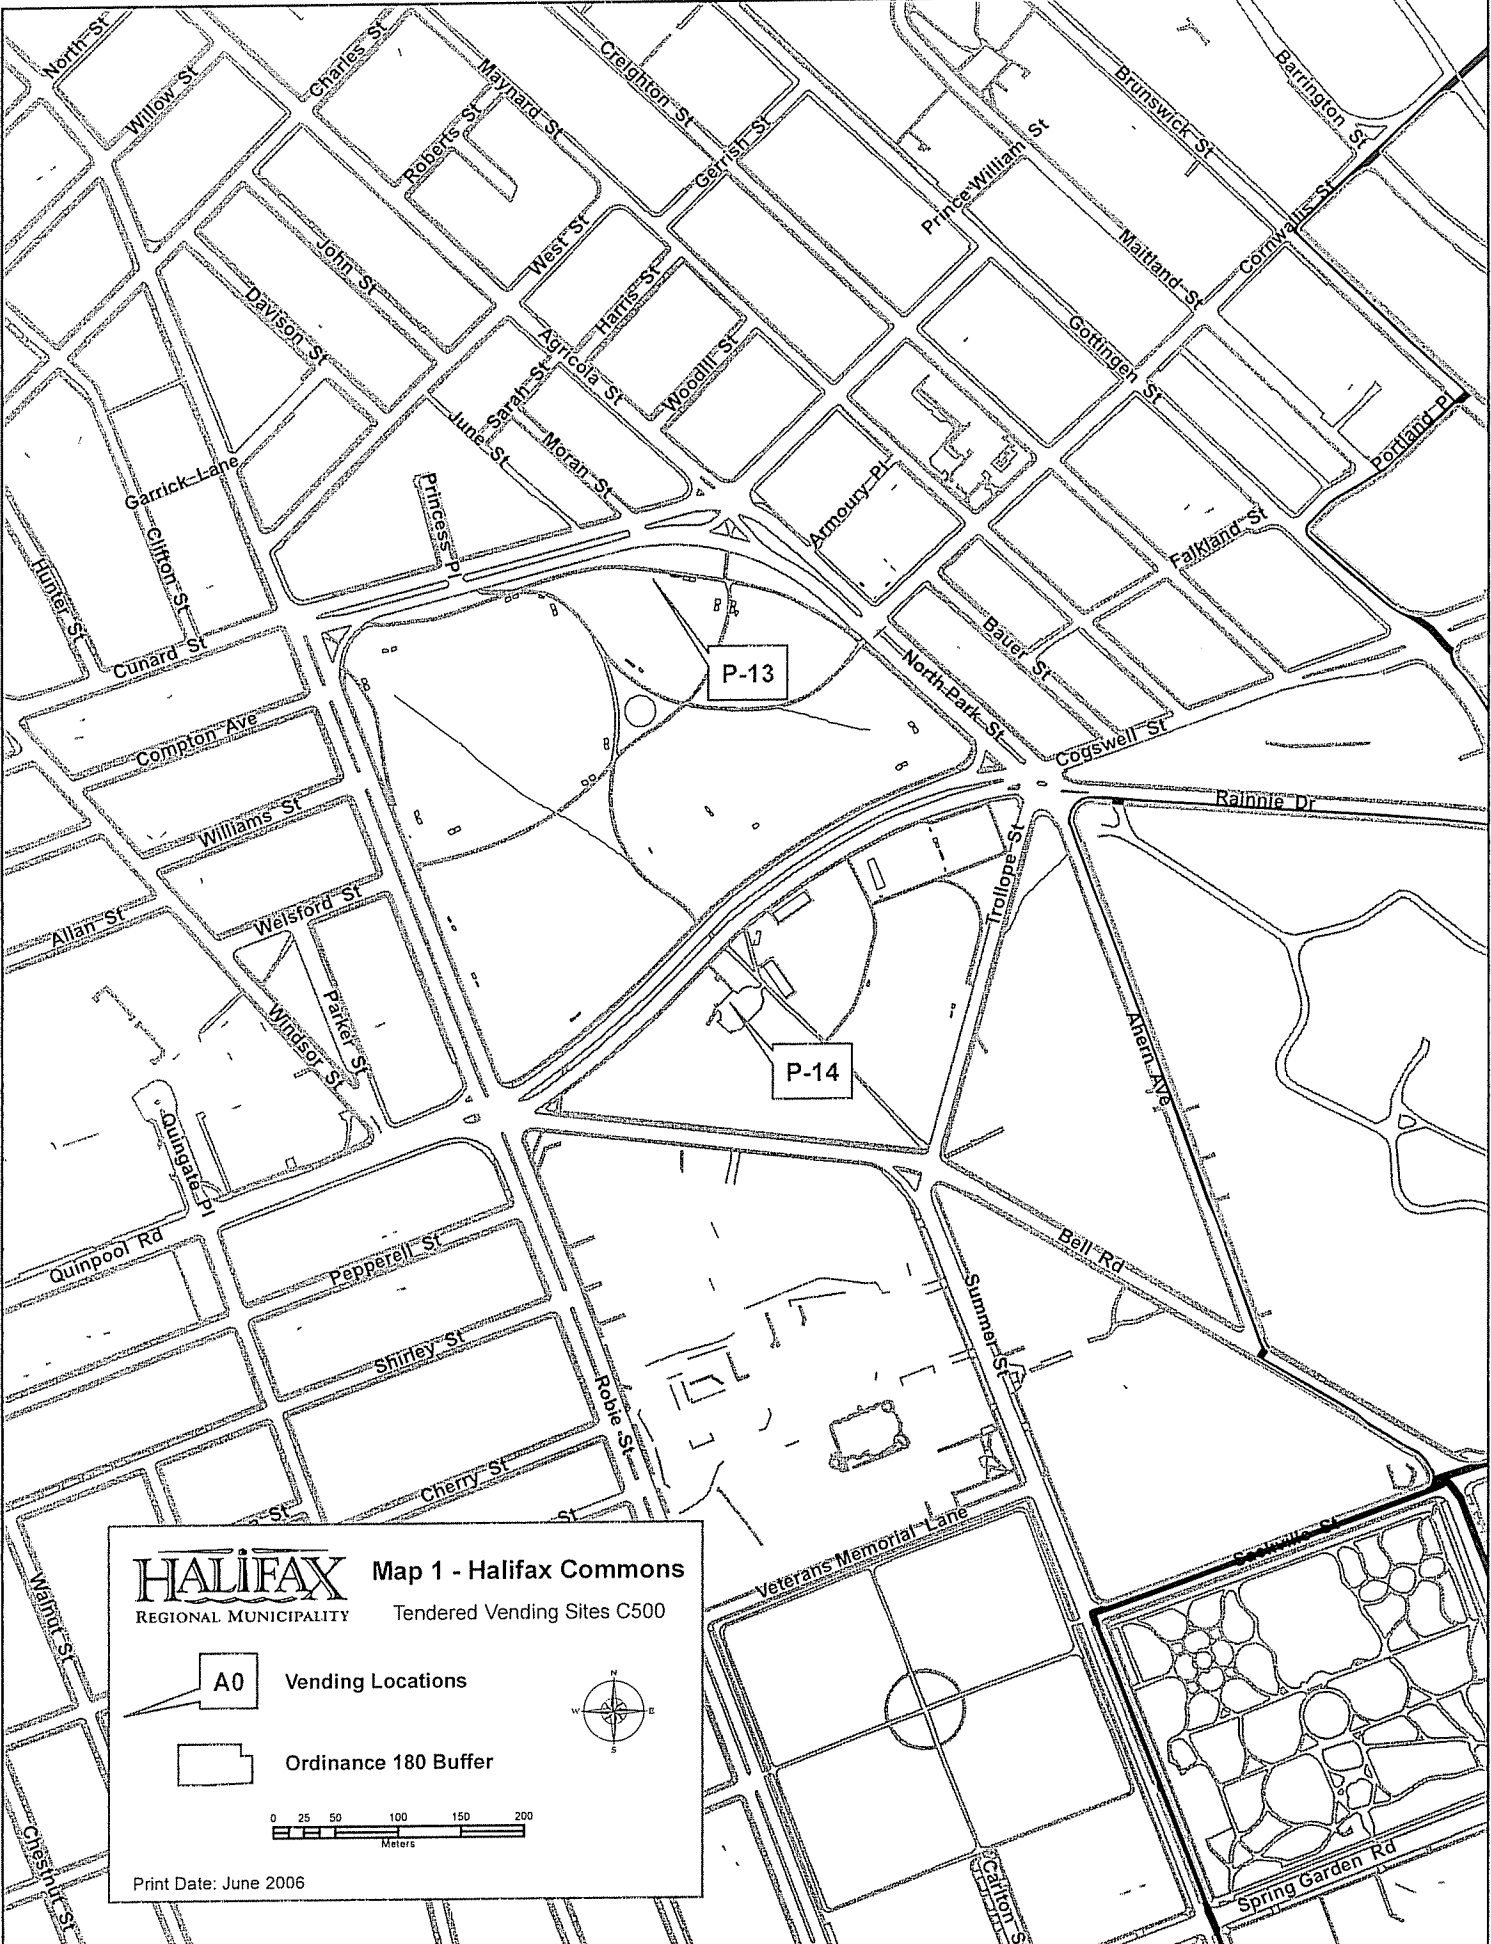 North St
Willow St
Charles St
Maynard St
Roberts St
Creighton St
Gerrish St
Prince William St
Brunswick St
Barrington St
Cornwallis St
Maitland St
Gottingen St
Portland Pl
Falkland St
John St
Davison St
West St
Harris St
Agricola St
Sarah St
Woodill St
June St
Moran St
Garrick Lane
Clifton St
Hunter St
Princess Pl
Armoury Pl
Cunard St
Compton Ave
Williams St
Welsford St
Allan St
Parker St
Windsor St
P-13
North Park St
Bauer St
Cogswell St
Rainnie Dr
Trollope St
Ahern Ave
P-14
Quingate Pl
Quinpool Rd
Pepperell St
Shirley St
Cherry St
Robie St
Bell Rd
Summer St
Veterans Memorial Lane
Sackville St
St
St
Walnut St
Chestnut St
Carlton S
Spring Garden Rd
HALIFAX
REGIONAL MUNICIPALITY
Map 1 - Halifax Commons
Tendered Vending Sites C500
A0
Vending Locations
N
W E
S
Ordinance 180 Buffer
0 25 50 100 150 200
Meters
Print Date: June 2006